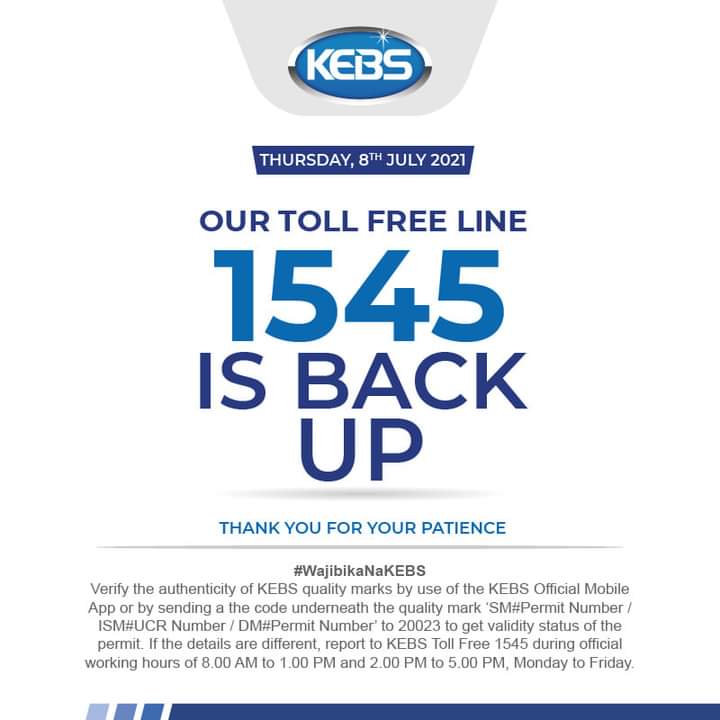 KEBS
THURSDAY, 8TH JULY 2021
OUR TOLL FREE LINE
1545
IS BACK
UP
THANK YOU FOR YOUR PATIENCE
#WajibikaNaKEBS
Verify the authenticity of KEBS quality marks by use of the KEBS Official Mobile
App or by sending a the code underneath the quality mark ‘SM#Permit Number /
ISM#UCR Number / DM#Permit Number’ to 20023 to get validity status of the
permit. If the details are different, report to KEBS Toll Free 1545 during official
working hours of 8.00 AM to 1.00 PM and 2.00 PM to 5.00 PM, Monday to Friday.